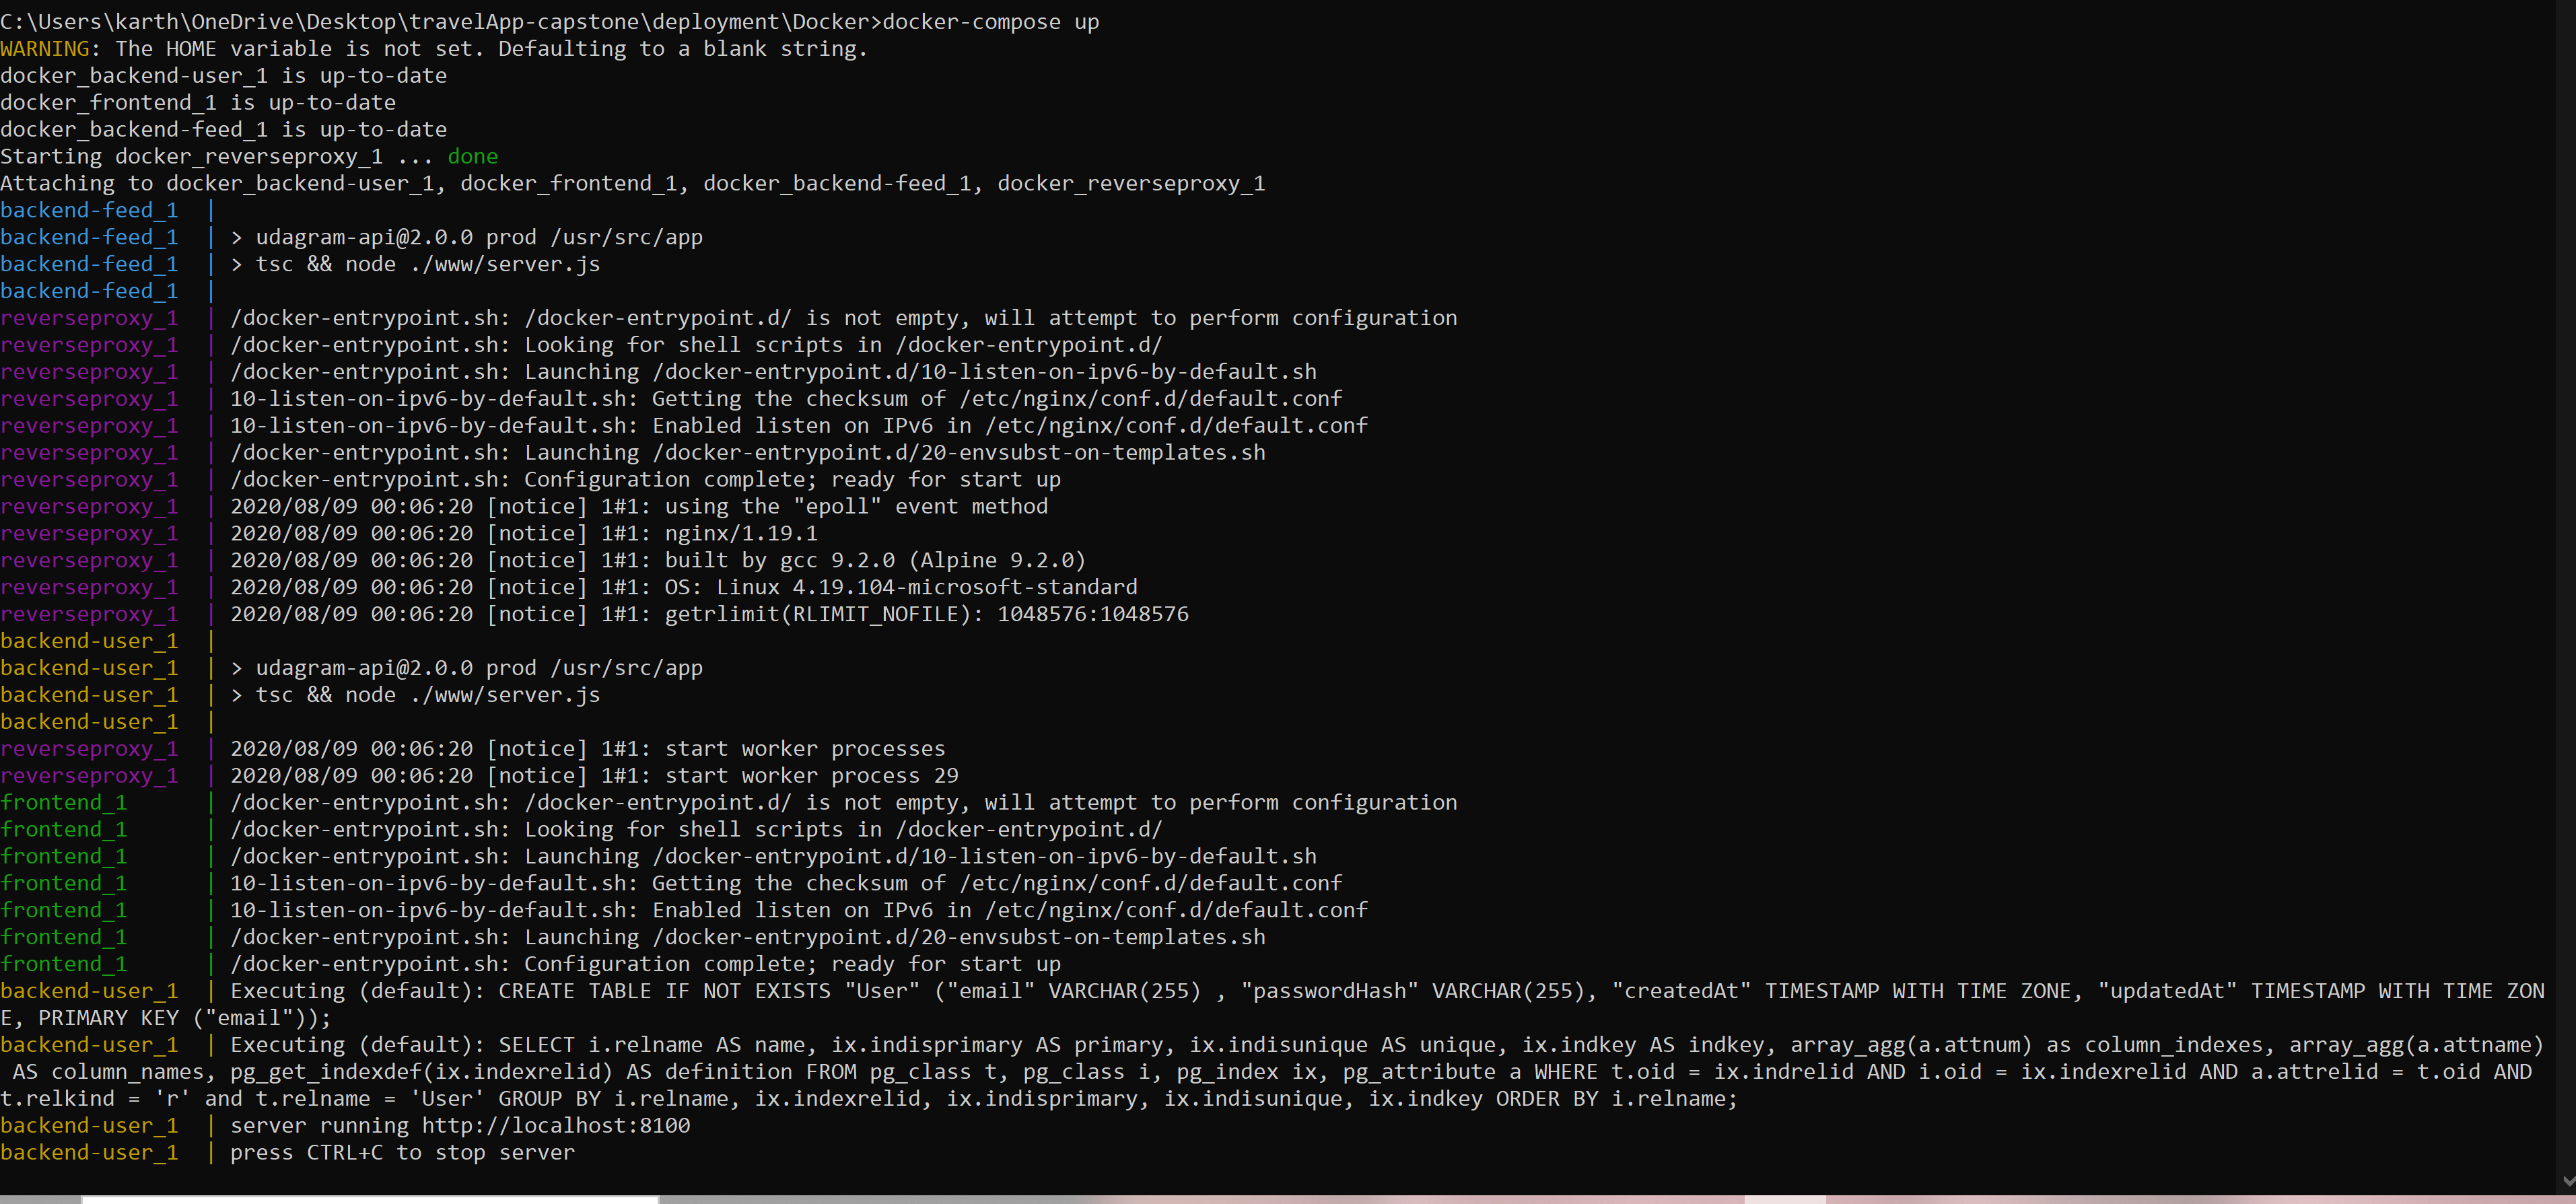 C:\Users\karth\OneDrive\Desktop\travelApp-capstone\deployment\Docker>docker-compose up
WARNING: The HOME variable is not set. Defaulting to a blank string.
docker_backend-user_1 is up-to-date
docker_frontend_1 is up-to-date
docker_backend-feed_1 is up-to-date
Starting docker_reverseproxy_1 ... done
Attaching to docker_backend-user_1, docker_frontend_1, docker_backend-feed_1, docker_reverseproxy_1
backend-feed_1  |
backend-feed_1  | > udagram-api@2.0.0 prod /usr/src/app
backend-feed_1  | > tsc && node ./www/server.js
backend-feed_1  |
reverseproxy_1  | /docker-entrypoint.sh: /docker-entrypoint.d/ is not empty, will attempt to perform configuration
reverseproxy_1  | /docker-entrypoint.sh: Looking for shell scripts in /docker-entrypoint.d/
reverseproxy_1  | /docker-entrypoint.sh: Launching /docker-entrypoint.d/10-listen-on-ipv6-by-default.sh
reverseproxy_1  | 10-listen-on-ipv6-by-default.sh: Getting the checksum of /etc/nginx/conf.d/default.conf
reverseproxy_1  | 10-listen-on-ipv6-by-default.sh: Enabled listen on IPv6 in /etc/nginx/conf.d/default.conf
reverseproxy_1  | /docker-entrypoint.sh: Launching /docker-entrypoint.d/20-envsubst-on-templates.sh
reverseproxy_1  | /docker-entrypoint.sh: Configuration complete; ready for start up
reverseproxy_1  | 2020/08/09 00:06:20 [notice] 1#1: using the "epoll" event method
reverseproxy_1  | 2020/08/09 00:06:20 [notice] 1#1: nginx/1.19.1
reverseproxy_1  | 2020/08/09 00:06:20 [notice] 1#1: built by gcc 9.2.0 (Alpine 9.2.0)
reverseproxy_1  | 2020/08/09 00:06:20 [notice] 1#1: OS: Linux 4.19.104-microsoft-standard
reverseproxy_1  | 2020/08/09 00:06:20 [notice] 1#1: getrlimit(RLIMIT_NOFILE): 1048576:1048576
backend-user_1  |
backend-user_1  | > udagram-api@2.0.0 prod /usr/src/app
backend-user_1  | > tsc && node ./www/server.js
backend-user_1  |
reverseproxy_1  | 2020/08/09 00:06:20 [notice] 1#1: start worker processes
reverseproxy_1  | 2020/08/09 00:06:20 [notice] 1#1: start worker process 29
frontend_1      | /docker-entrypoint.sh: /docker-entrypoint.d/ is not empty, will attempt to perform configuration
frontend_1      | /docker-entrypoint.sh: Looking for shell scripts in /docker-entrypoint.d/
frontend_1      | /docker-entrypoint.sh: Launching /docker-entrypoint.d/10-listen-on-ipv6-by-default.sh
frontend_1      | 10-listen-on-ipv6-by-default.sh: Getting the checksum of /etc/nginx/conf.d/default.conf
frontend_1      | 10-listen-on-ipv6-by-default.sh: Enabled listen on IPv6 in /etc/nginx/conf.d/default.conf
frontend_1      | /docker-entrypoint.sh: Launching /docker-entrypoint.d/20-envsubst-on-templates.sh
frontend_1      | /docker-entrypoint.sh: Configuration complete; ready for start up
backend-user_1  | Executing (default): CREATE TABLE IF NOT EXISTS "User" ("email" VARCHAR(255) , "passwordHash" VARCHAR(255), "createdAt" TIMESTAMP WITH TIME ZONE, "updatedAt" TIMESTAMP WITH TIME ZON
E, PRIMARY KEY ("email"));
backend-user_1  | Executing (default): SELECT i.relname AS name, ix.indisprimary AS primary, ix.indisunique AS unique, ix.indkey AS indkey, array_agg(a.attnum) as column_indexes, array_agg(a.attname)
 AS column_names, pg_get_indexdef(ix.indexrelid) AS definition FROM pg_class t, pg_class i, pg_index ix, pg_attribute a WHERE t.oid = ix.indrelid AND i.oid = ix.indexrelid AND a.attrelid = t.oid AND
t.relkind = 'r' and t.relname = 'User' GROUP BY i.relname, ix.indexrelid, ix.indisprimary, ix.indisunique, ix.indkey ORDER BY i.relname;
backend-user_1  | server running http://localhost:8100
backend-user_1  | press CTRL+C to stop server